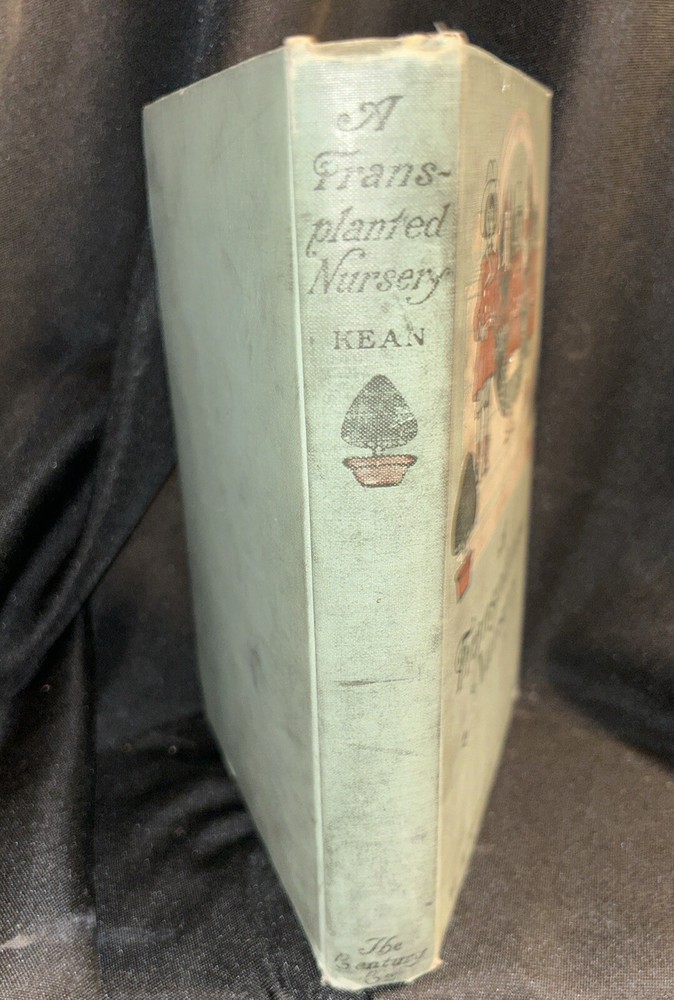 A
Trans-
planted
Nursery
KEAN
The
Century
Co